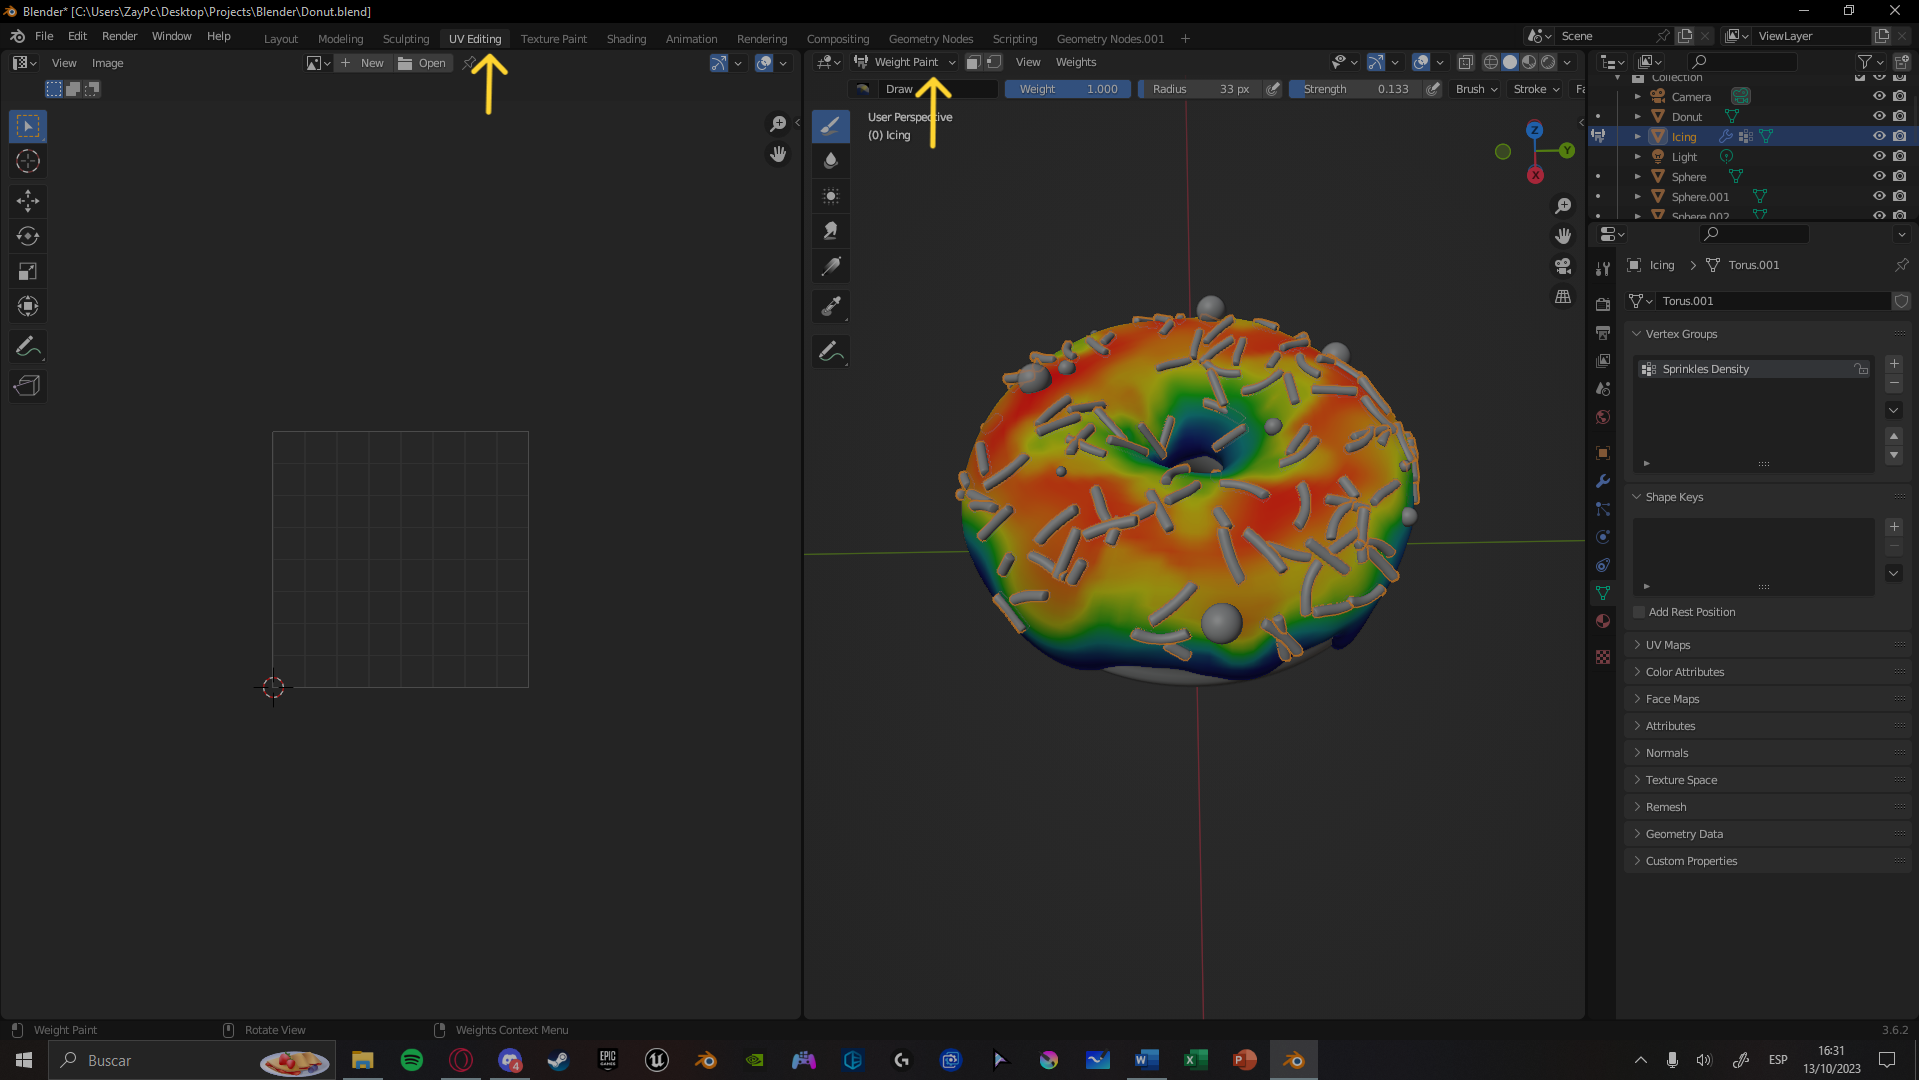 Blender* [C:\Users\ZayPc\Desktop\Projects\Blender\Donut.blend]
File Edit Render Window Help Layout Modeling Sculpting UV Editing Texture Paint Shading Animation Rendering Compositing Geometry Nodes Scripting Geometry Nodes.001 + Scene ViewLayer
View Image New Open Weight Paint View Weights
Draw Weight 1.000 Radius 33 px Strength 0.133 Brush Stroke Fa
User Perspective
(0) Icing
Z
Y
X
Collection
Camera
Donut
Icing
Light
Sphere
Sphere.001
Sphere.002
Icing > Torus.001
Torus.001
Vertex Groups
Sprinkles Density
Shape Keys
Add Rest Position
UV Maps
Color Attributes
Face Maps
Attributes
Normals
Texture Space
Remesh
Geometry Data
Custom Properties
Weight Paint Rotate View Weights Context Menu 3.6.2
Buscar 4 EPIC GAMES ESP 16:31
13/10/2023